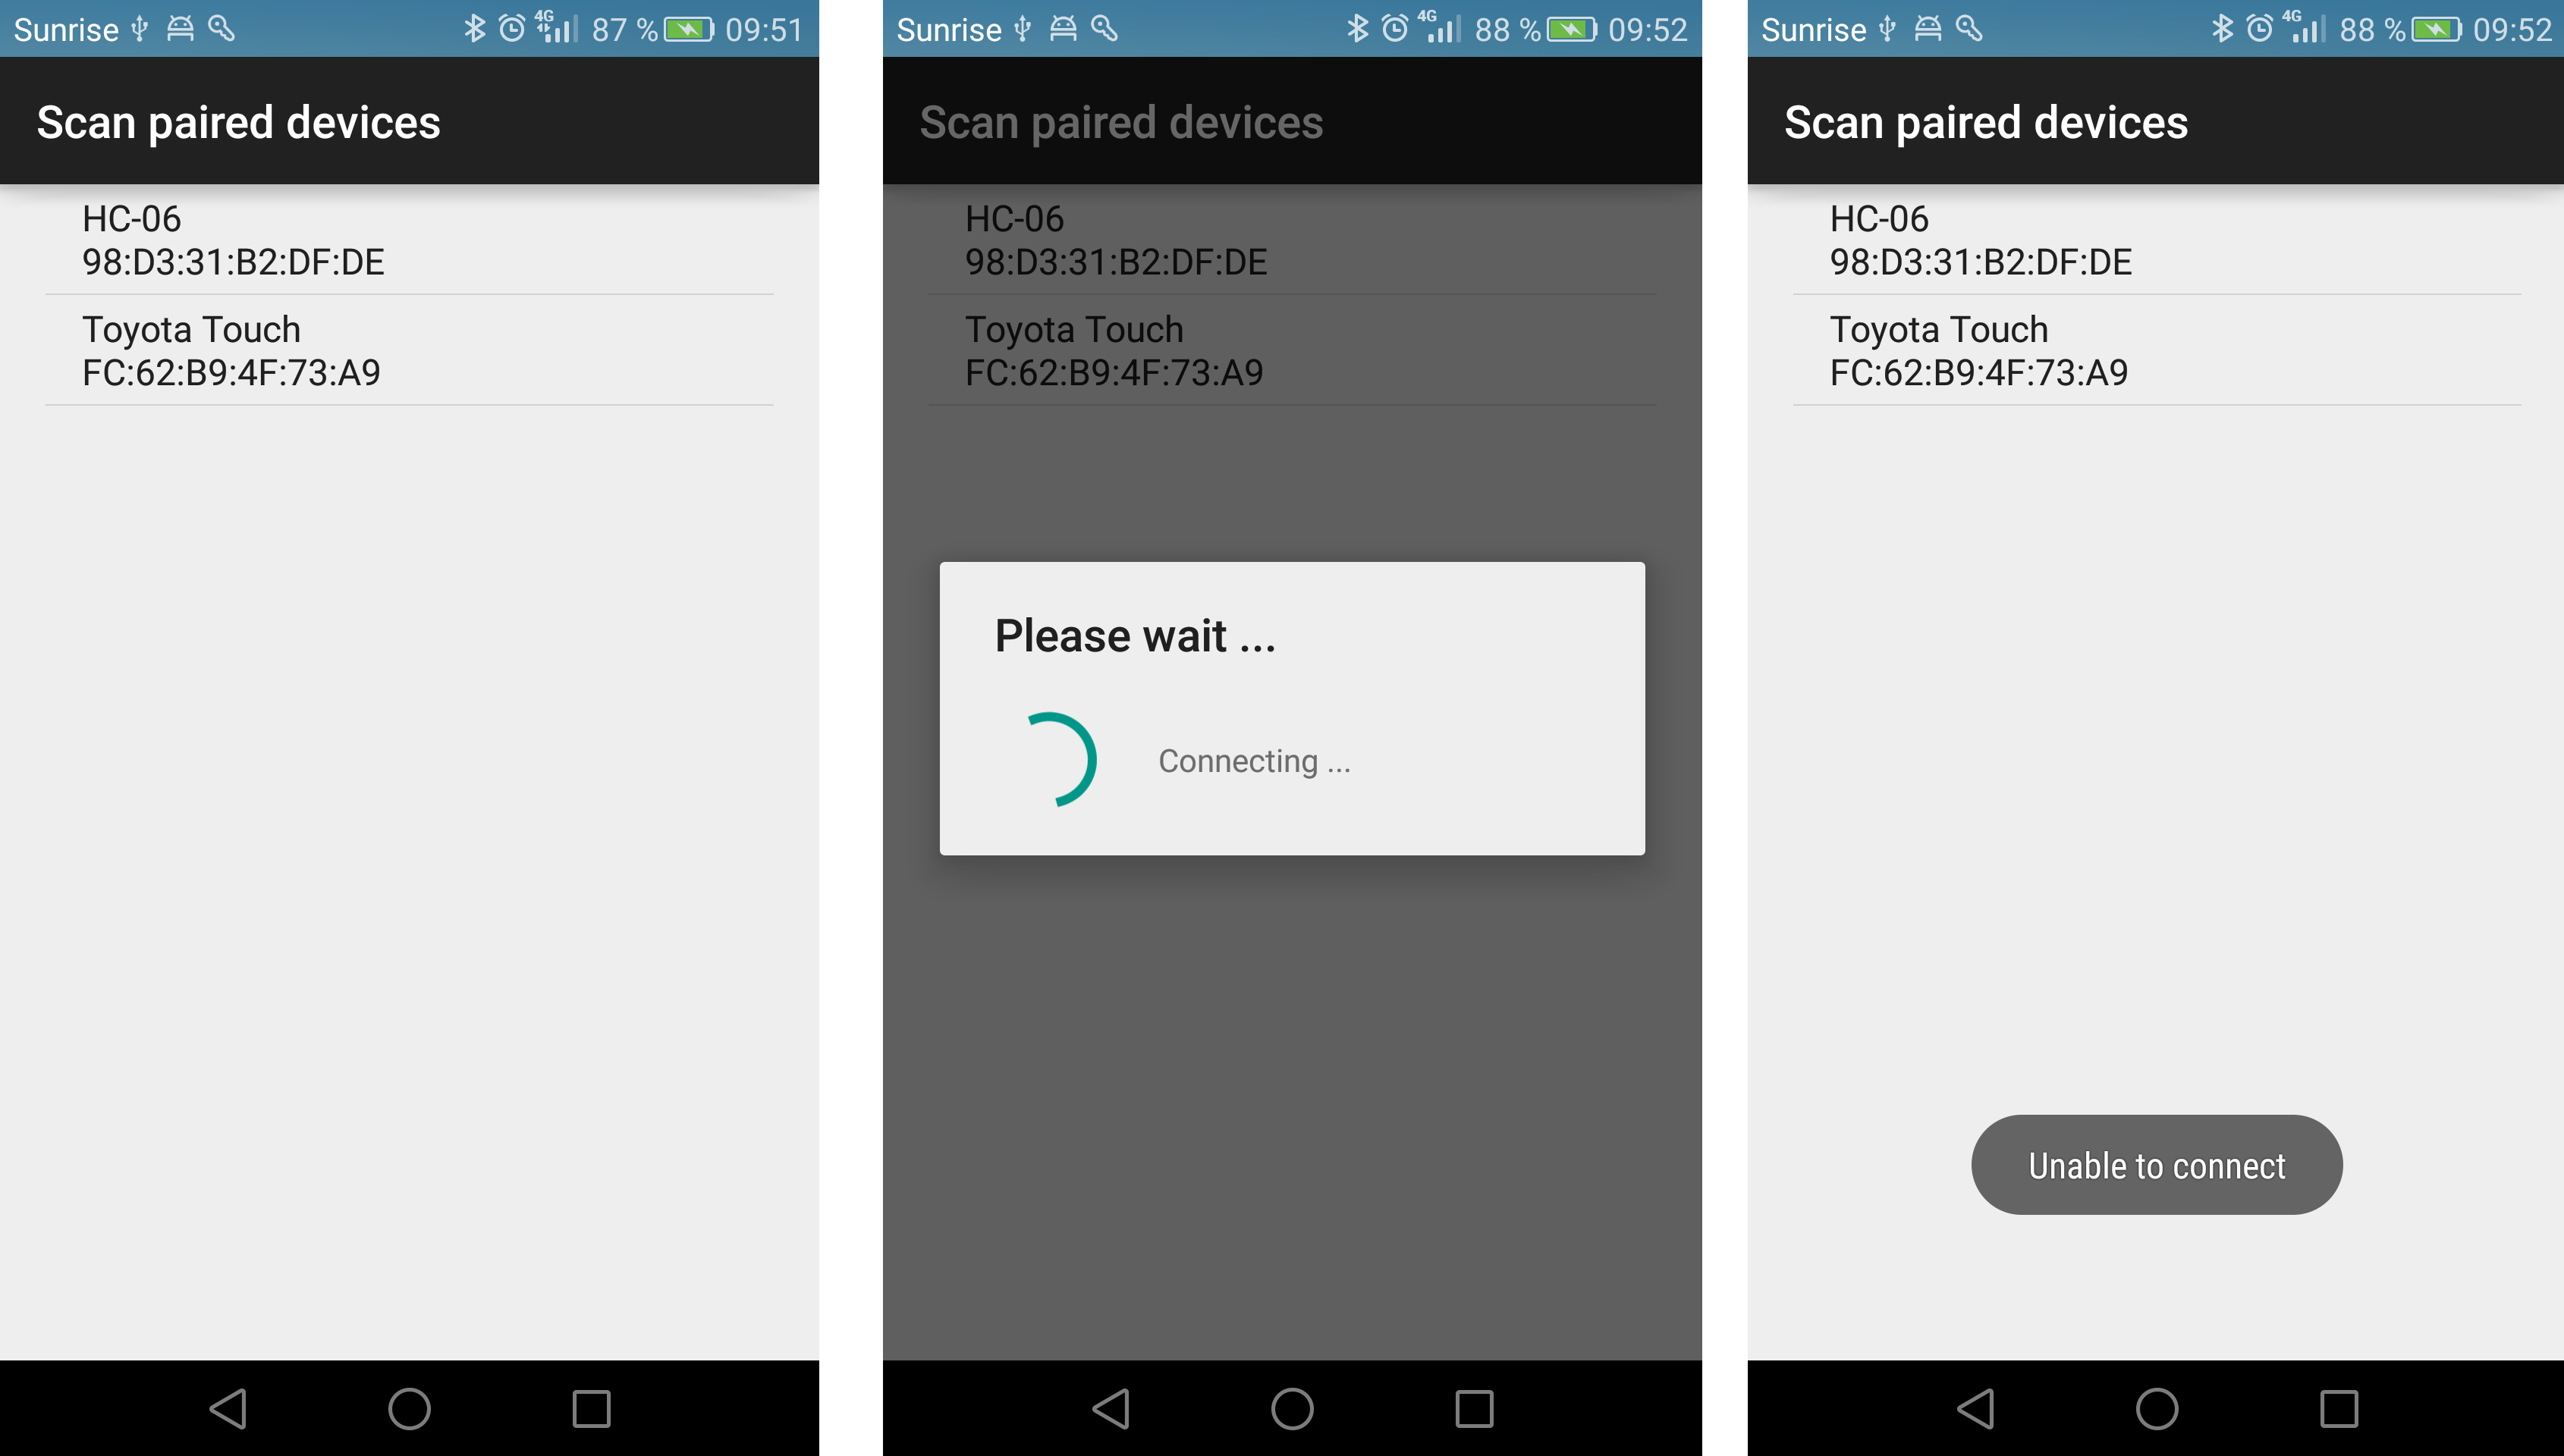 Sunrise 4G 87 % 09:51
Scan paired devices
HC-06
98:D3:31:B2:DF:DE
Toyota Touch
FC:62:B9:4F:73:A9
Sunrise 4G 88 % 09:52
Scan paired devices
HC-06
98:D3:31:B2:DF:DE
Toyota Touch
FC:62:B9:4F:73:A9
Please wait ...
Connecting ...
Sunrise 4G 88 % 09:52
Scan paired devices
HC-06
98:D3:31:B2:DF:DE
Toyota Touch
FC:62:B9:4F:73:A9
Unable to connect